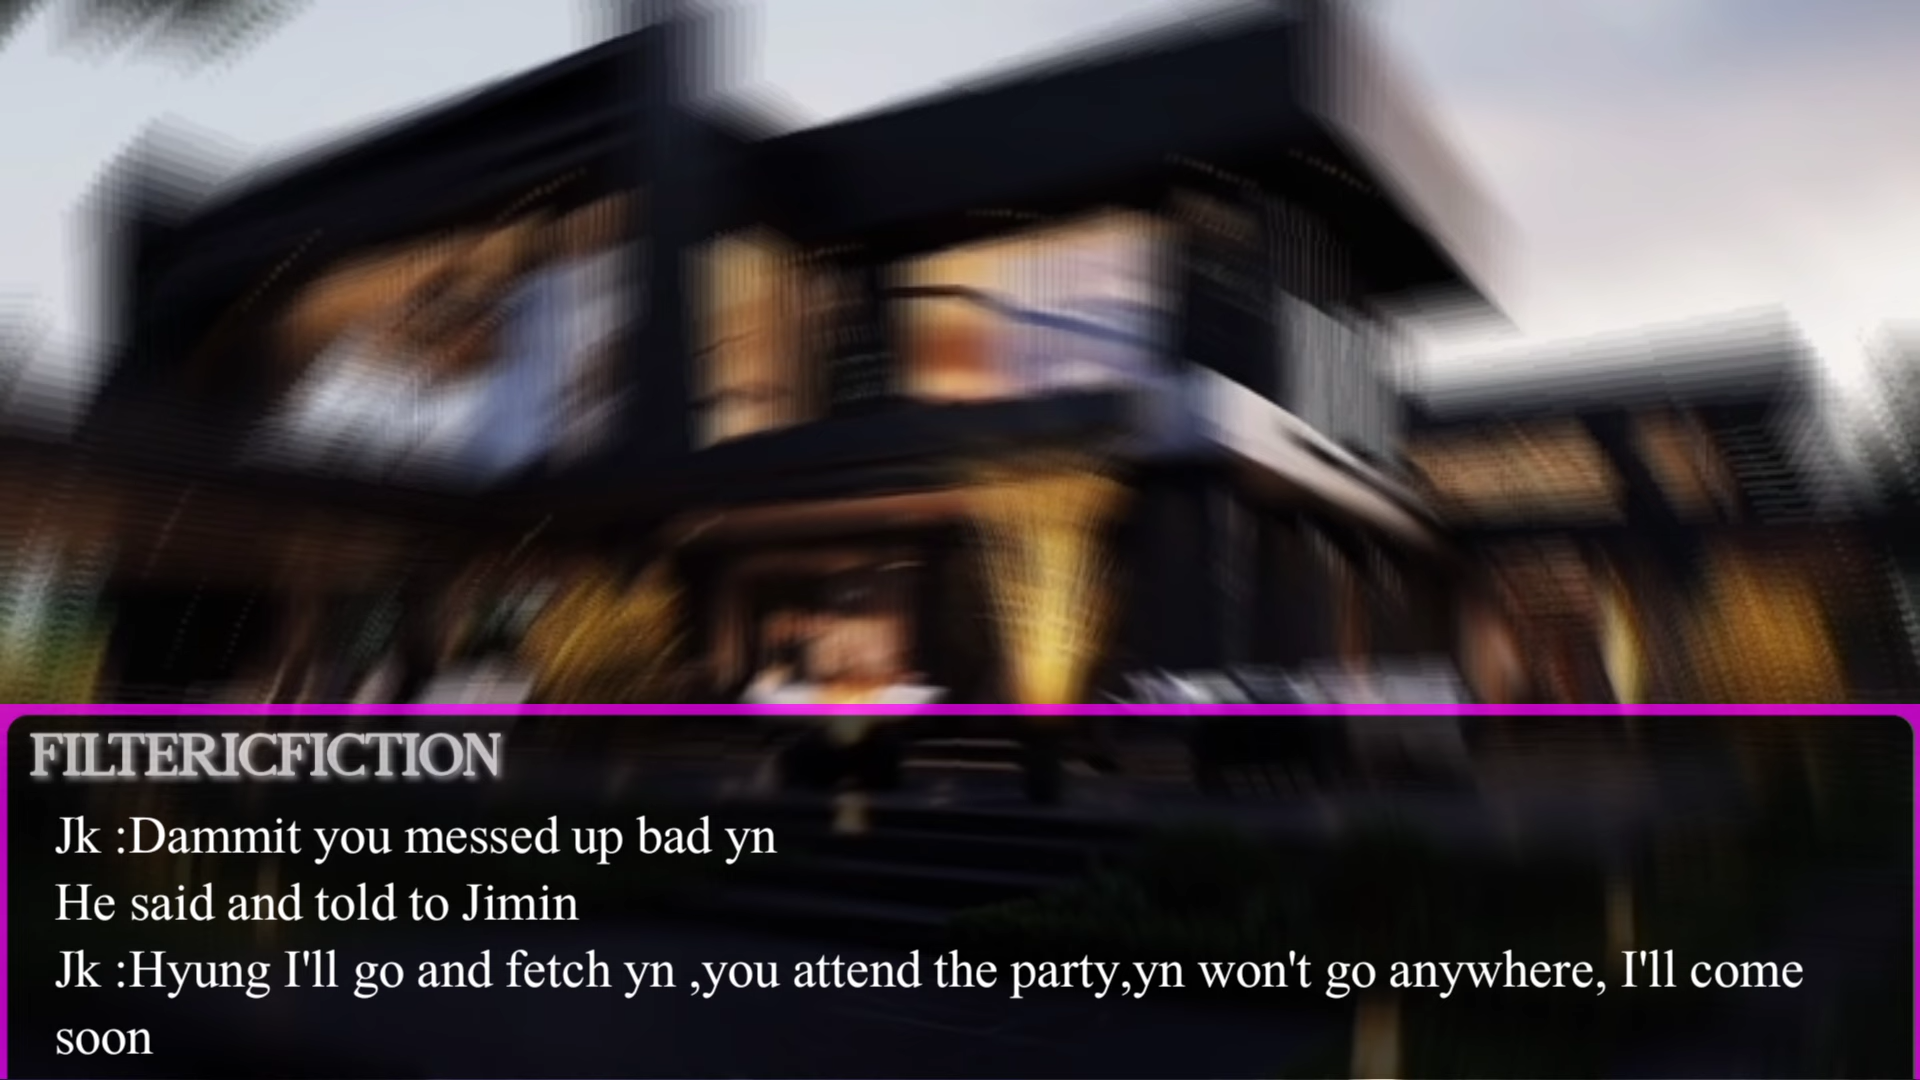 FILTERICFICTION
Jk :Dammit you messed up bad yn
He said and told to Jimin
Jk :Hyung I'll go and fetch yn ,you attend the party,yn won't go anywhere, I'll come
soon